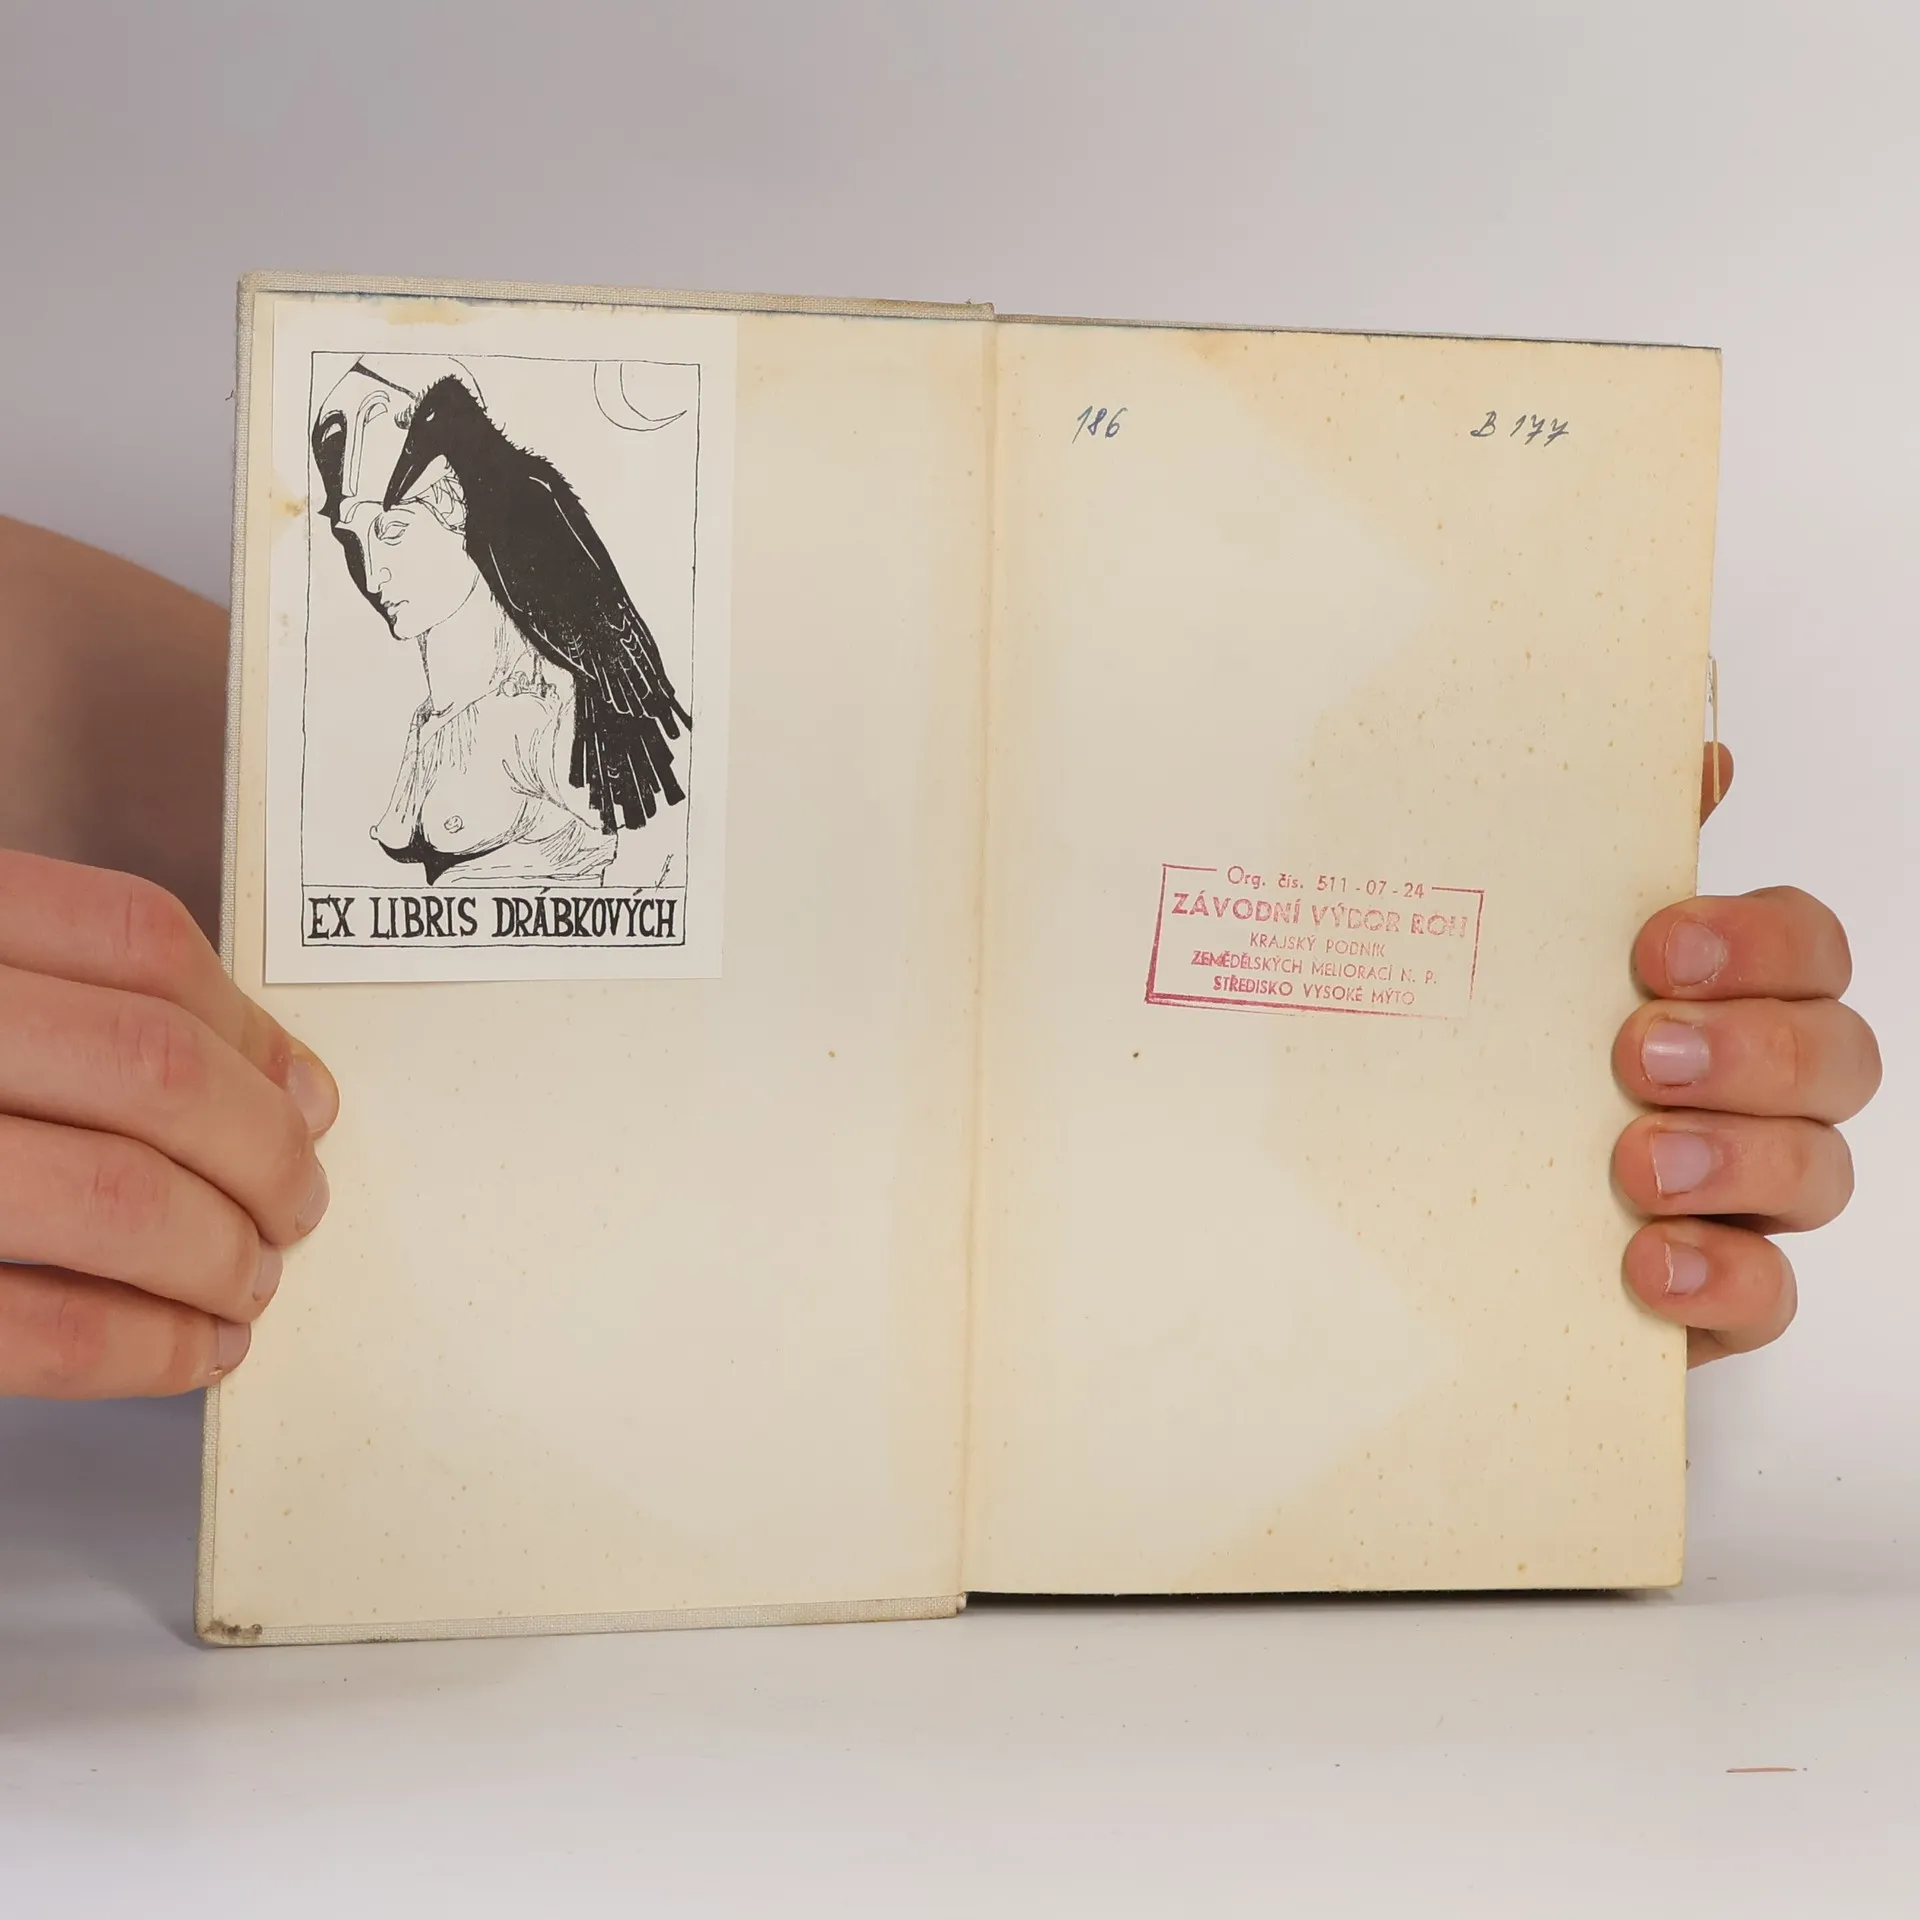 EX LIBRIS DRÁBKOVÝCH
186
B 177
Org. čís. 511-07-24
ZÁVODNÍ VÝBOR ROH
KRAJSKÝ PODNIK
ZEMĚDĚLSKÝCH MELIORACÍ N. P.
STŘEDISKO VYSOKÉ MÝTO